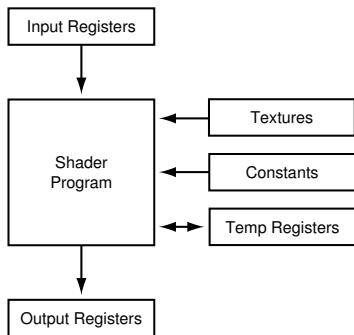 Input Registers
Textures
Shader
Program
Constants
Temp Registers
Output Registers